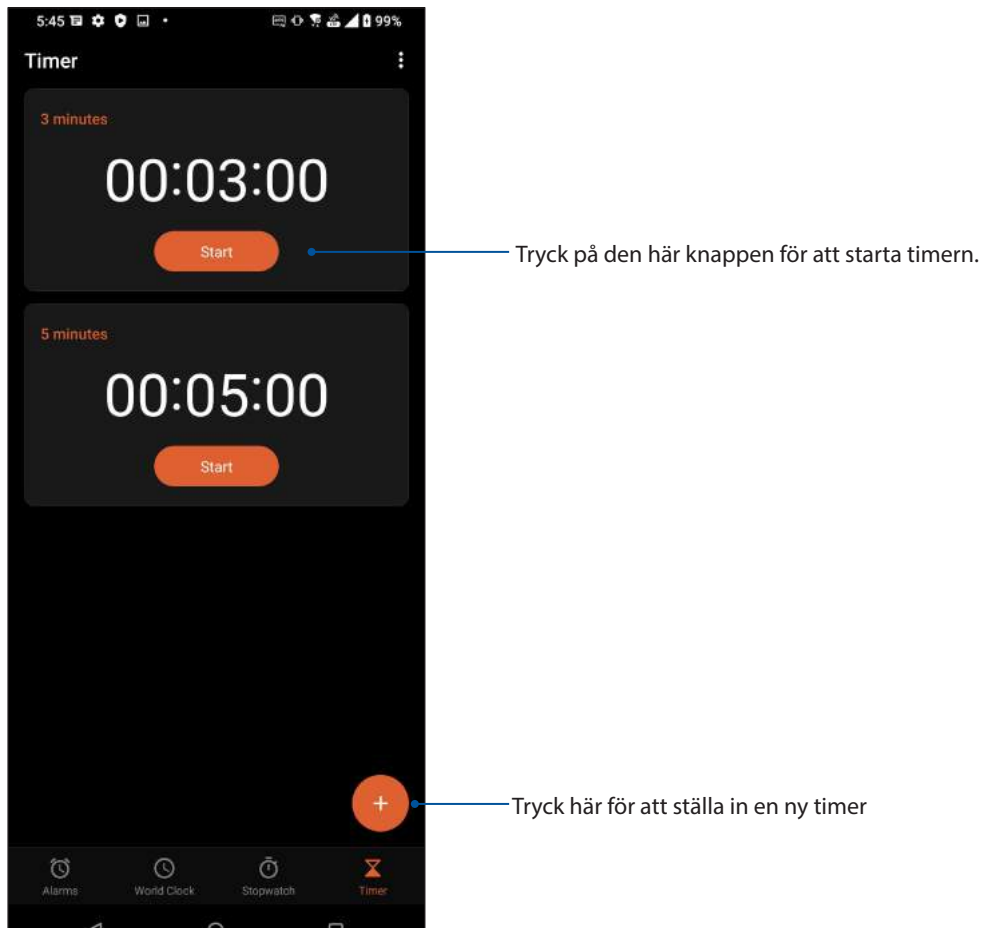 5:45 99%
Timer
3 minutes
00:03:00
Start
Tryck på den här knappen för att starta timern.
5 minutes
00:05:00
Start
+
Tryck här för att ställa in en ny timer
Alarms World Clock Stopwatch Timer